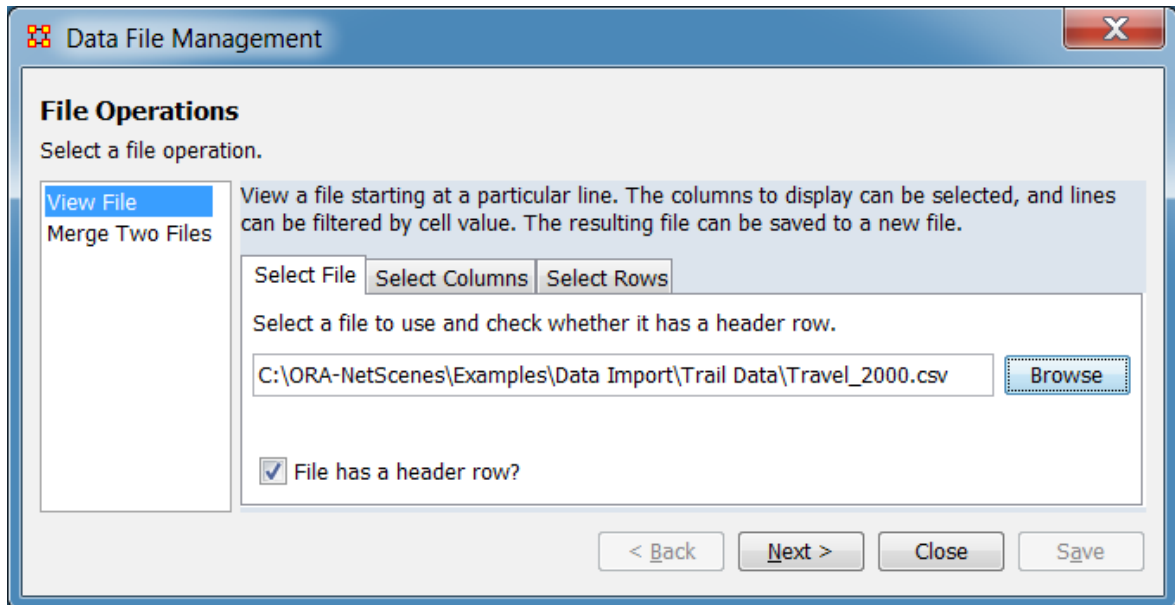 Data File Management
X
File Operations
Select a file operation.
View File
Merge Two Files
View a file starting at a particular line. The columns to display can be selected, and lines
can be filtered by cell value. The resulting file can be saved to a new file.
Select File Select Columns Select Rows
Select a file to use and check whether it has a header row.
C:\ORA-NetScenes\Examples\Data Import\Trail Data\Travel_2000.csv Browse
File has a header row?
< Back Next > Close Save